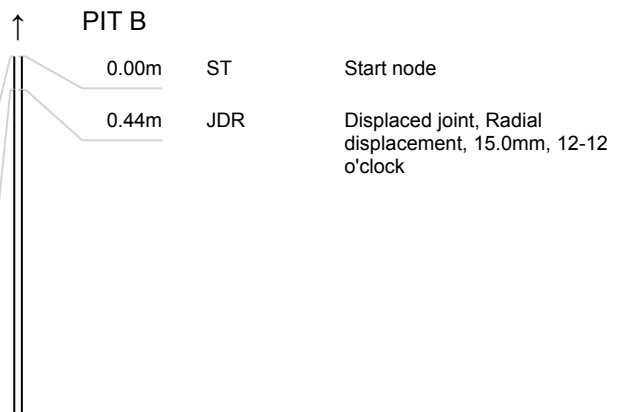 ↑ PIT B
0.00m ST Start node
0.44m JDR Displaced joint, Radial
displacement, 15.0mm, 12-12
o'clock